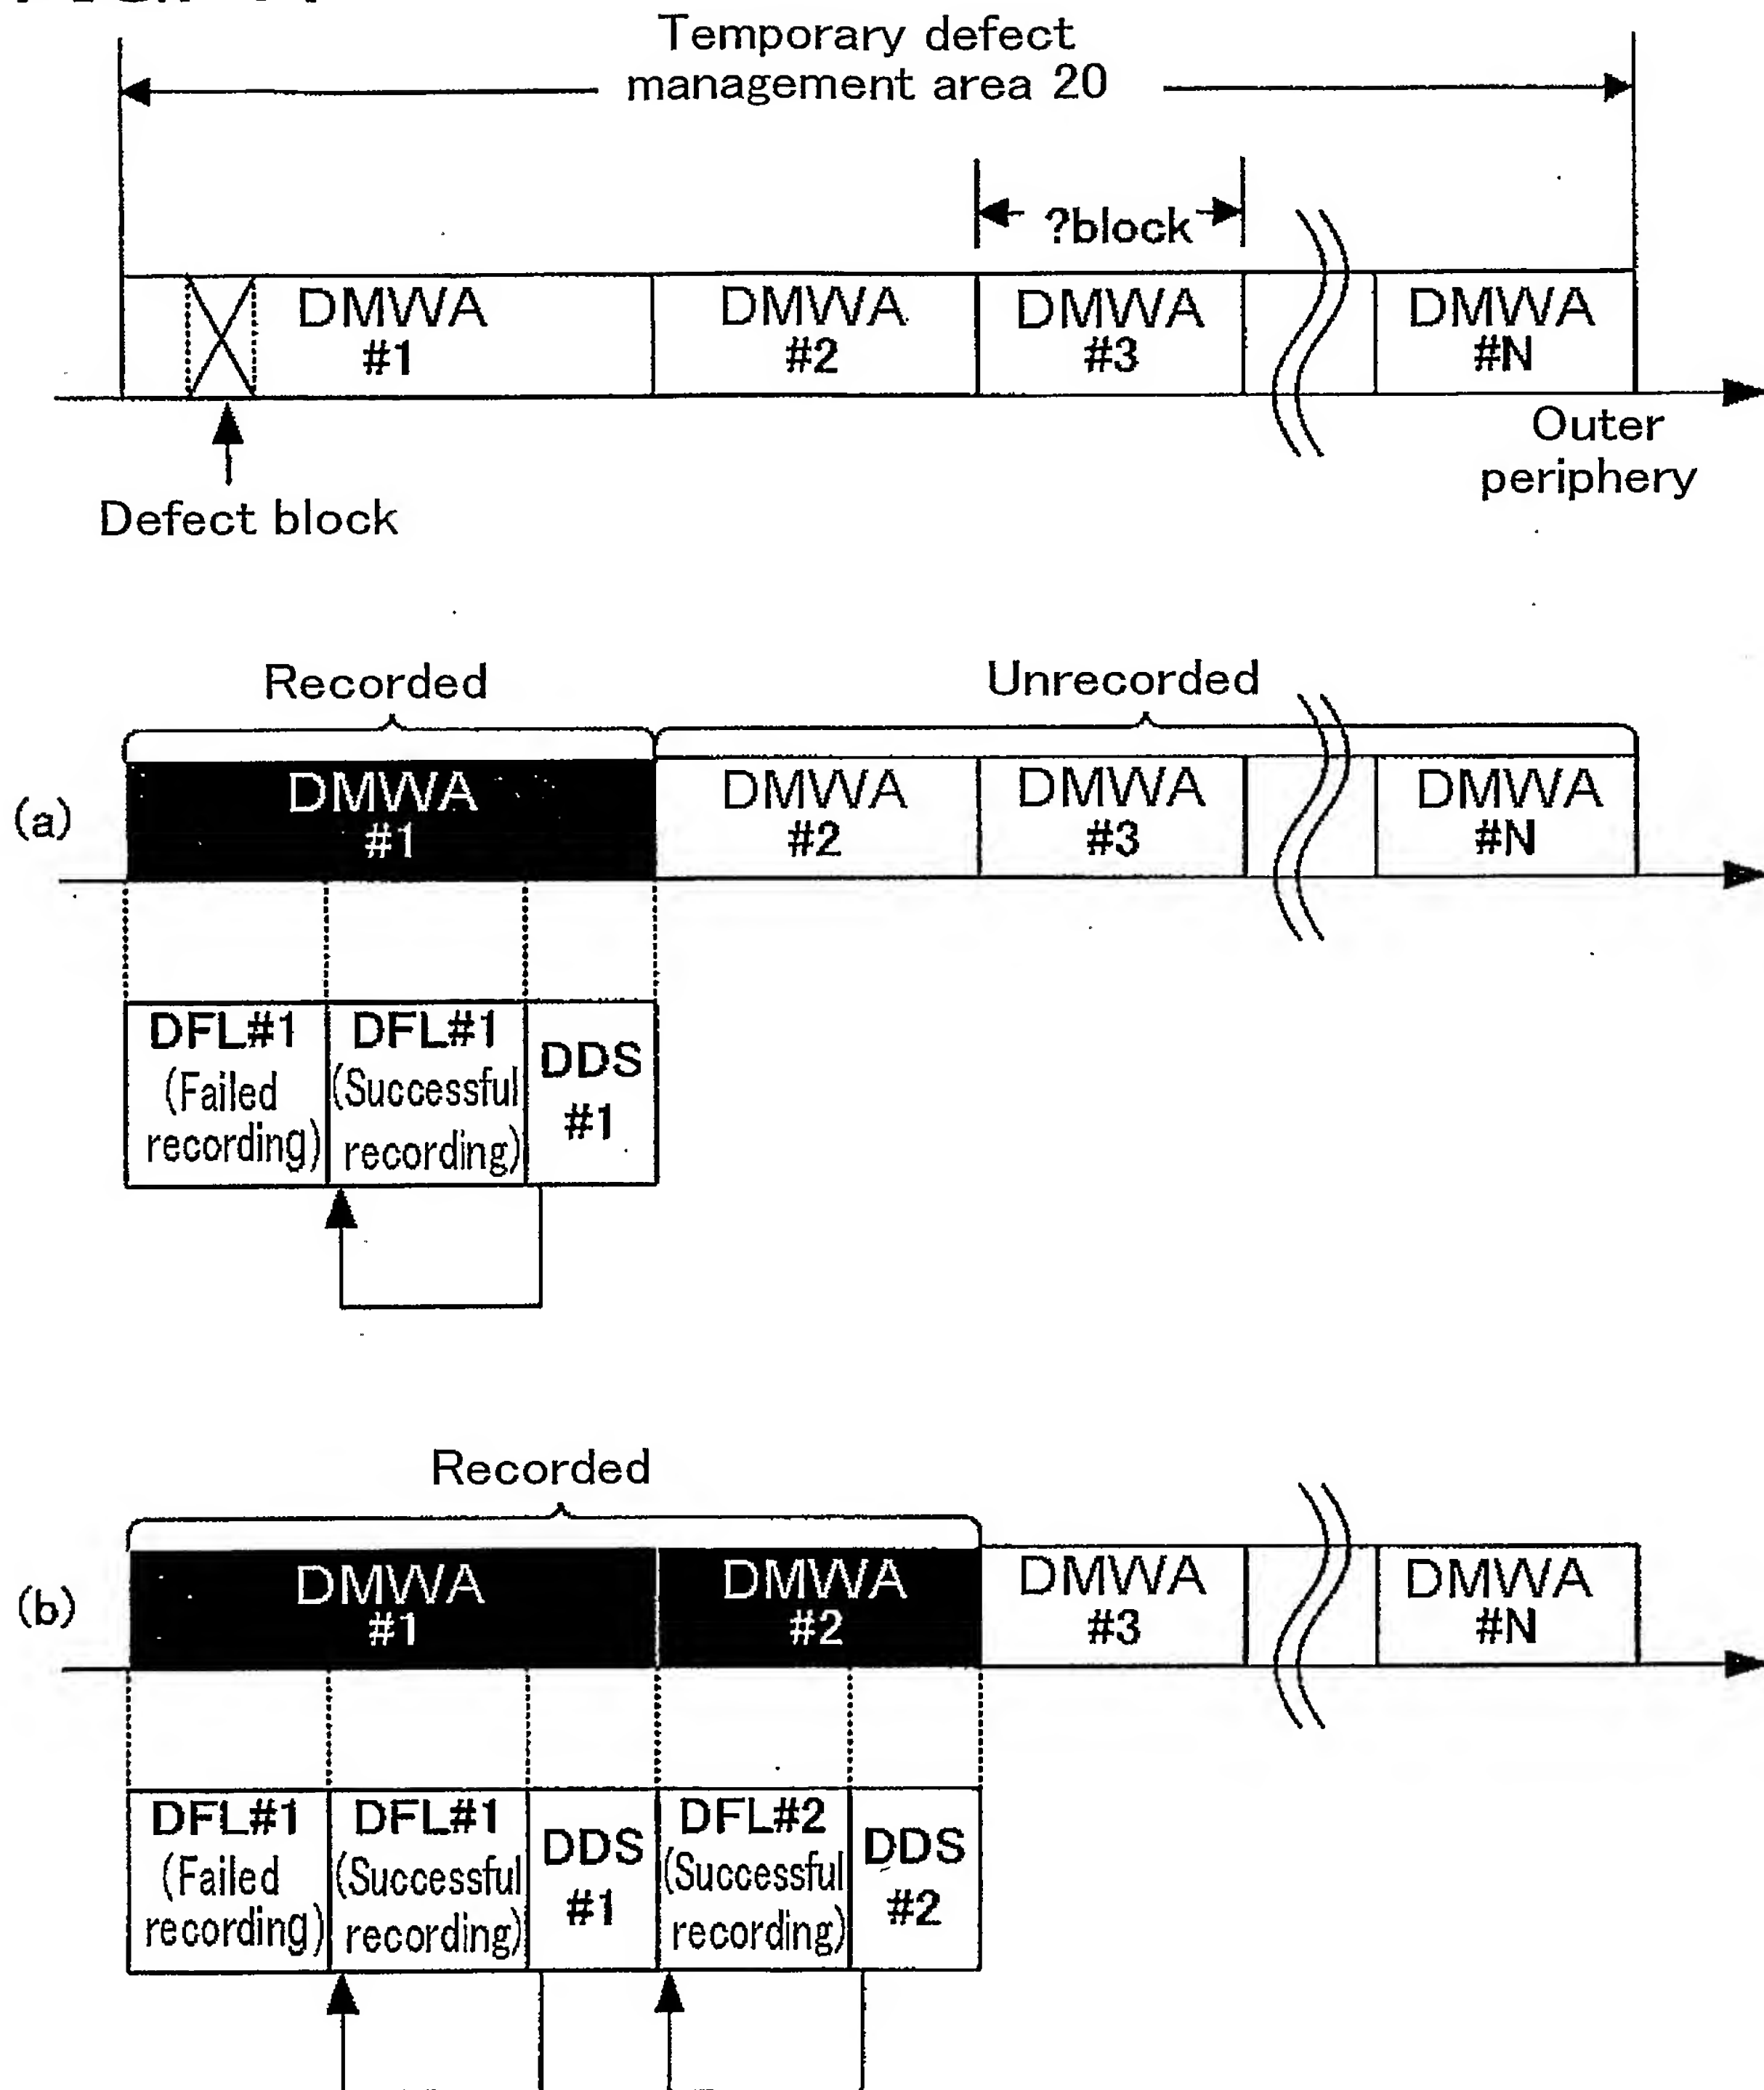 Temporary defect
management area 20
?block
DMWA
#1
DMWA
#2
DMWA
#3
DMWA
#N
Outer
periphery
Defect block
Recorded
Unrecorded
(a)
DMWA
#1
DMWA
#2
DMWA
#3
DMWA
#N
DFL#1
(Failed
recording)
DFL#1
(Successful
recording)
DDS
#1
Recorded
(b)
DMWA
#1
DMWA
#2
DMWA
#3
DMWA
#N
DFL#1
(Failed
recording)
DFL#1
(Successful
recording)
DDS
#1
DFL#2
(Successful
recording)
DDS
#2